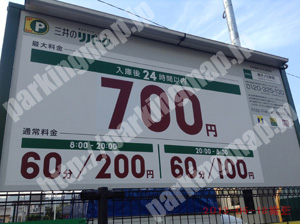 P 三井のリパーク
最大料金
入庫後24時間以内
700円
通常料金
8:00-20:00
60分/200円
20:00-8:00
60分/100円
parkingmap.jp